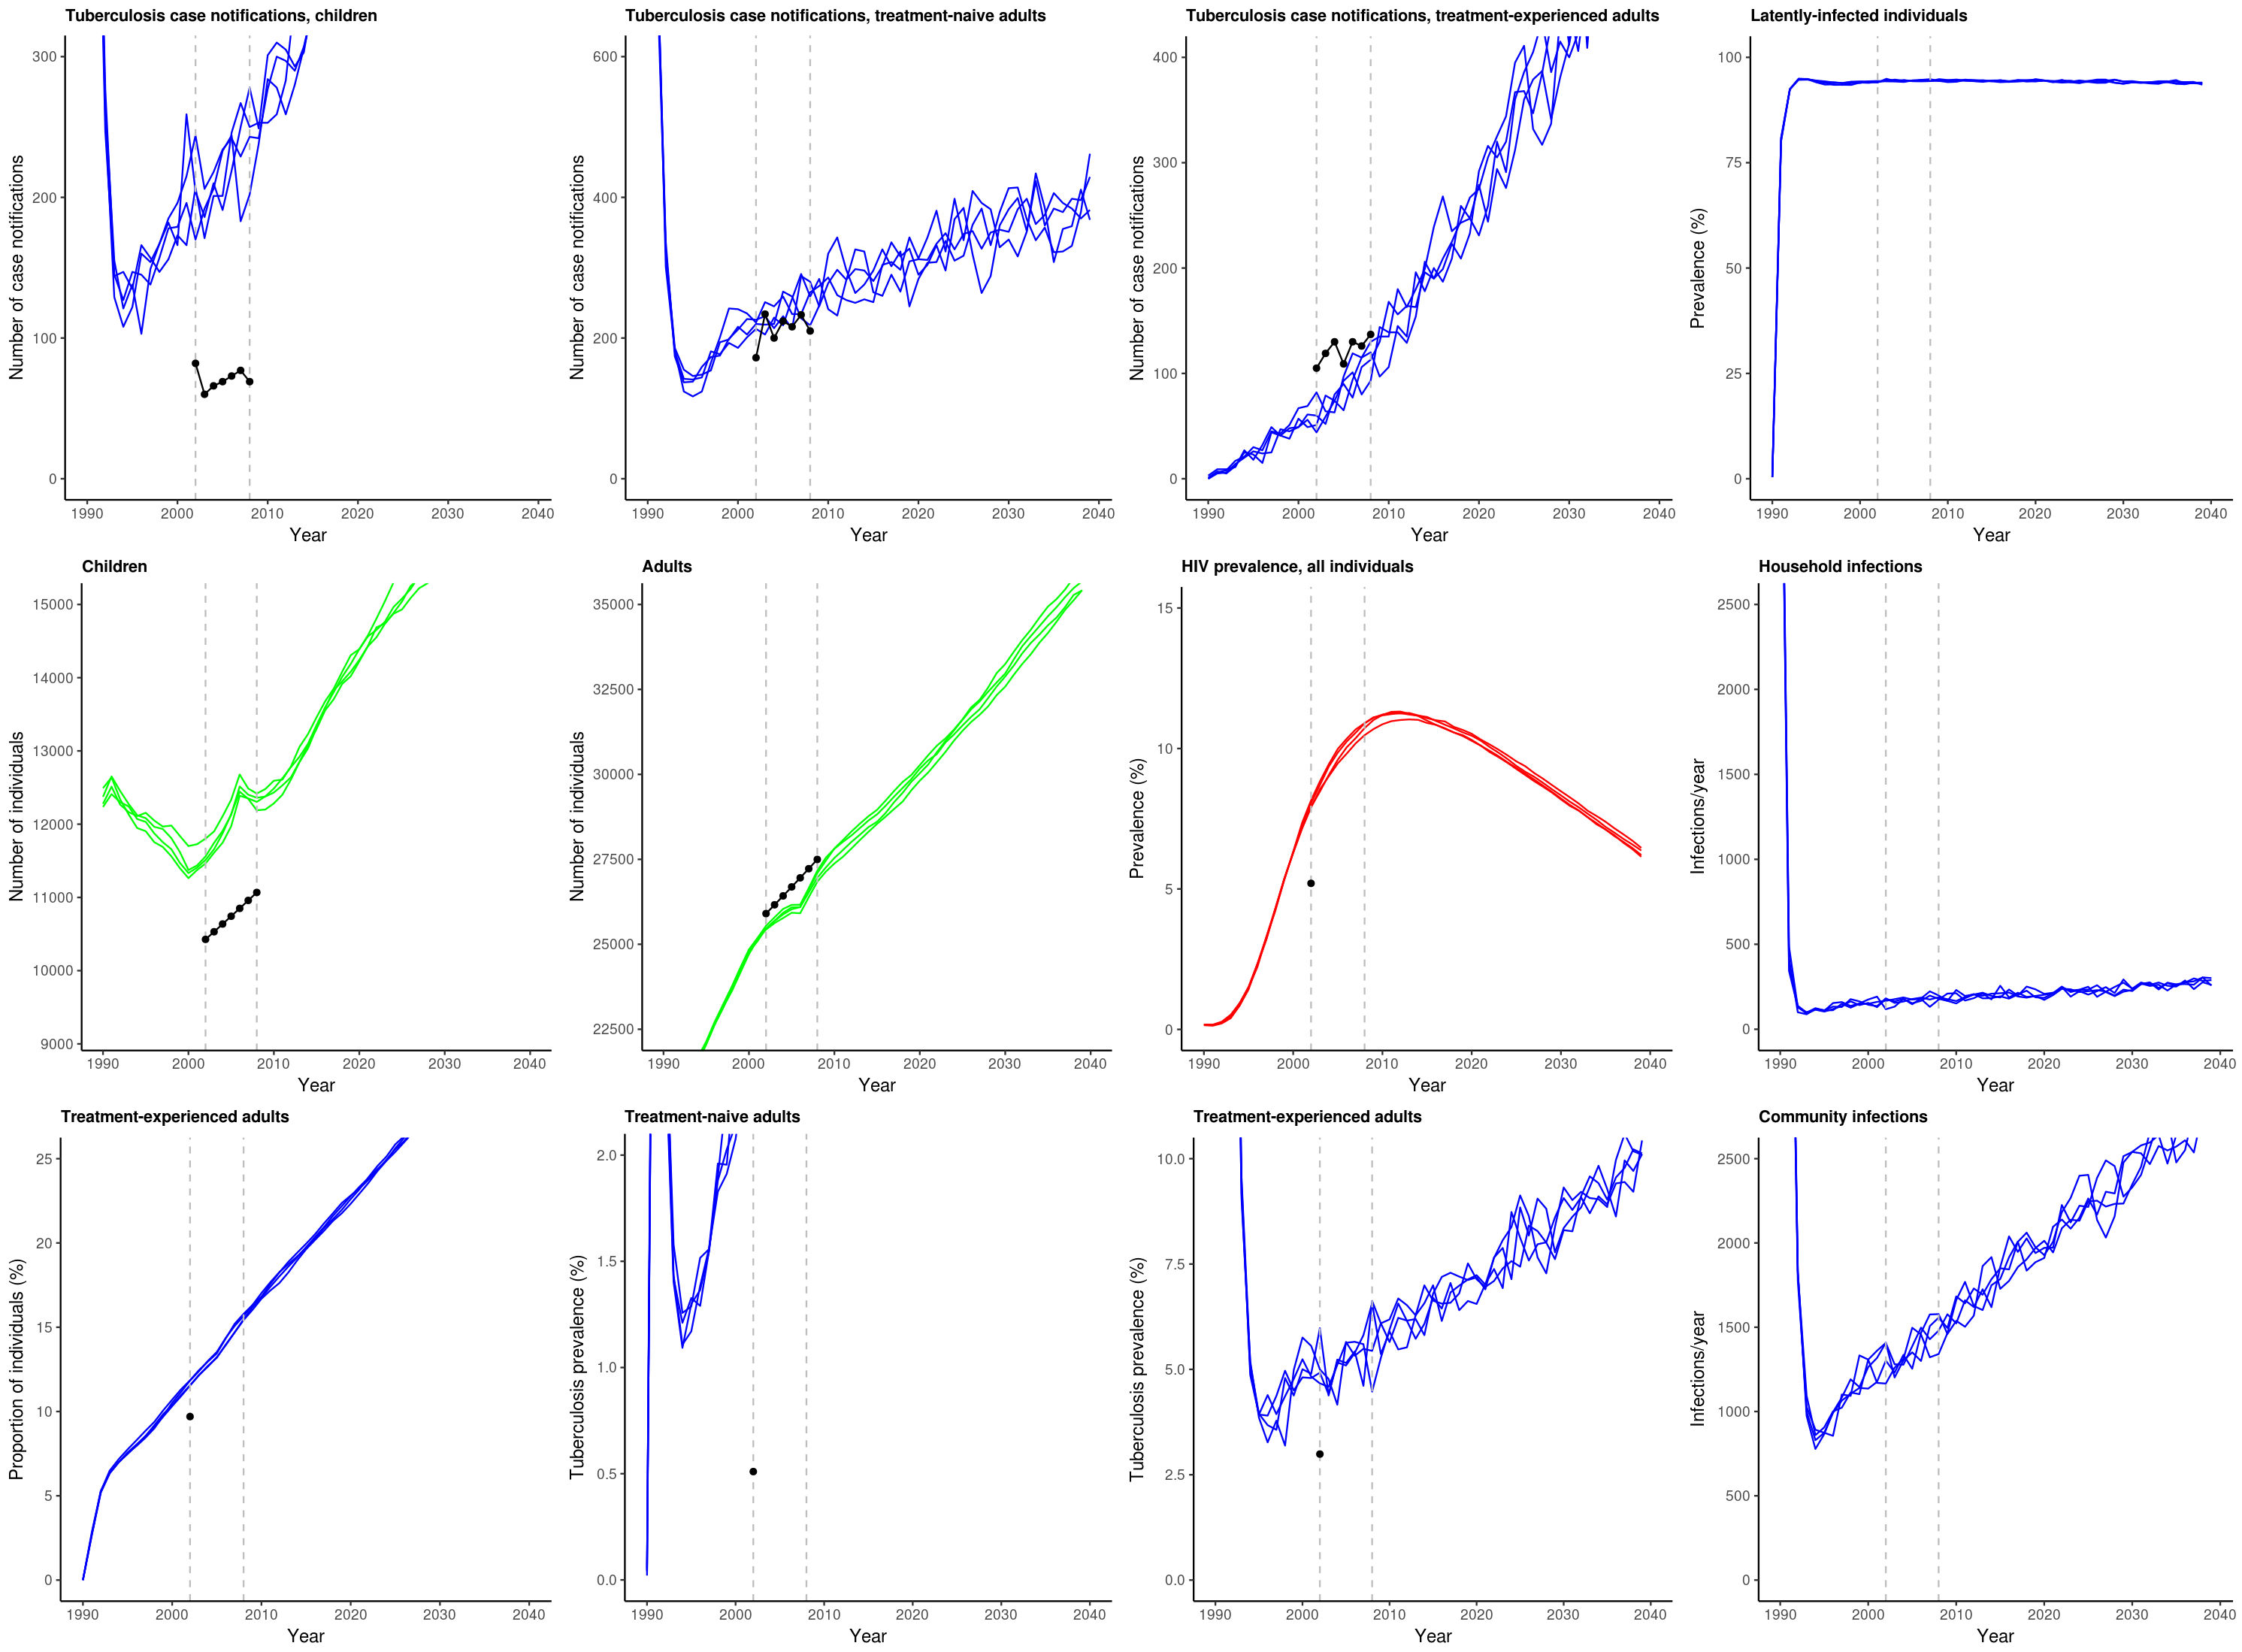 Tuberculosis case notifications, children
Number of case notifications
300
200
100
0
1990 2000 2010 2020 2030 2040
Year
Tuberculosis case notifications, treatment-naive adults
Number of case notifications
600
400
200
0
1990 2000 2010 2020 2030 2040
Year
Tuberculosis case notifications, treatment-experienced adults
Number of case notifications
400
300
200
100
0
1990 2000 2010 2020 2030 2040
Year
Latently-infected individuals
Prevalence (%)
100
75
50
25
0
1990 2000 2010 2020 2030 2040
Year
Children
Number of individuals
15000
14000
13000
12000
11000
10000
9000
1990 2000 2010 2020 2030 2040
Year
Adults
Number of individuals
35000
32500
30000
27500
25000
22500
1990 2000 2010 2020 2030 2040
Year
HIV prevalence, all individuals
Prevalence (%)
15
10
5
0
1990 2000 2010 2020 2030 2040
Year
Household infections
Infections/year
2500
2000
1500
1000
500
0
1990 2000 2010 2020 2030 2040
Year
Treatment-experienced adults
Proportion of individuals (%)
25
20
15
10
5
0
1990 2000 2010 2020 2030 2040
Year
Treatment-naive adults
Tuberculosis prevalence (%)
2.0
1.5
1.0
0.5
0.0
1990 2000 2010 2020 2030 2040
Year
Treatment-experienced adults
Tuberculosis prevalence (%)
10.0
7.5
5.0
2.5
0.0
1990 2000 2010 2020 2030 2040
Year
Community infections
Infections/year
2500
2000
1500
1000
500
0
1990 2000 2010 2020 2030 2040
Year